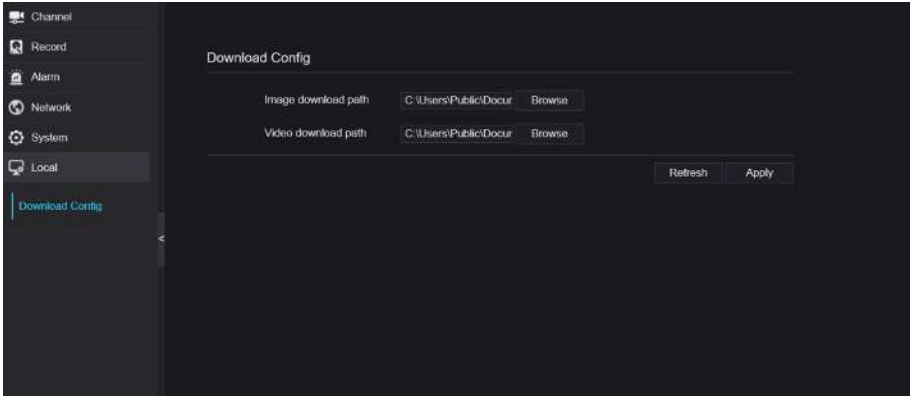 Channel
Record
Alarm
Network
System
Local
Download Config
<
Download Config
Image download path C:\Users\Public\Docur Browse
Video download path C:\Users\Public\Docur Browse
Refresh Apply